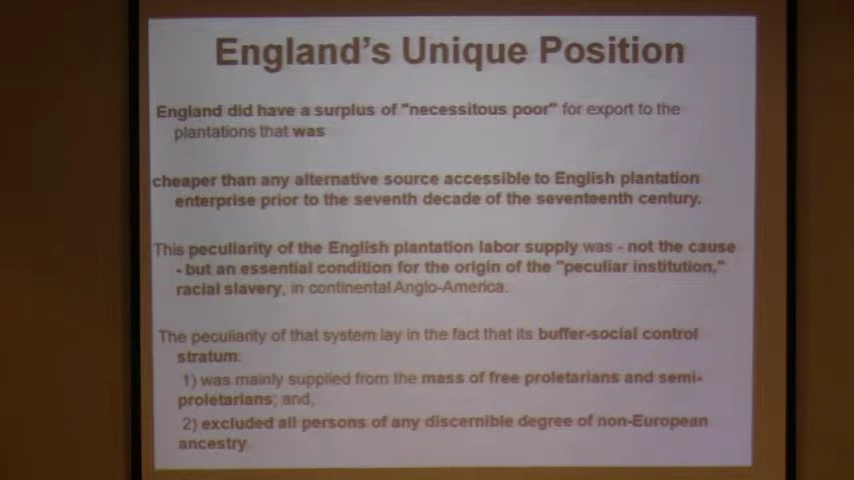 England's Unique Position
England did have a surplus of "necessitous poor" for export to the
plantations that was
cheaper than any alternative source accessible to English plantation
enterprise prior to the seventh decade of the seventeenth century.
This peculiarity of the English plantation labor supply was - not the cause
- but an essential condition for the origin of the "peculiar institution,"
racial slavery, in continental Anglo-America.
The peculiarity of that system lay in the fact that its buffer-social control
stratum:
1) was mainly supplied from the mass of free proletarians and semi-
proletarians; and,
2) excluded all persons of any discernible degree of non-European
ancestry.